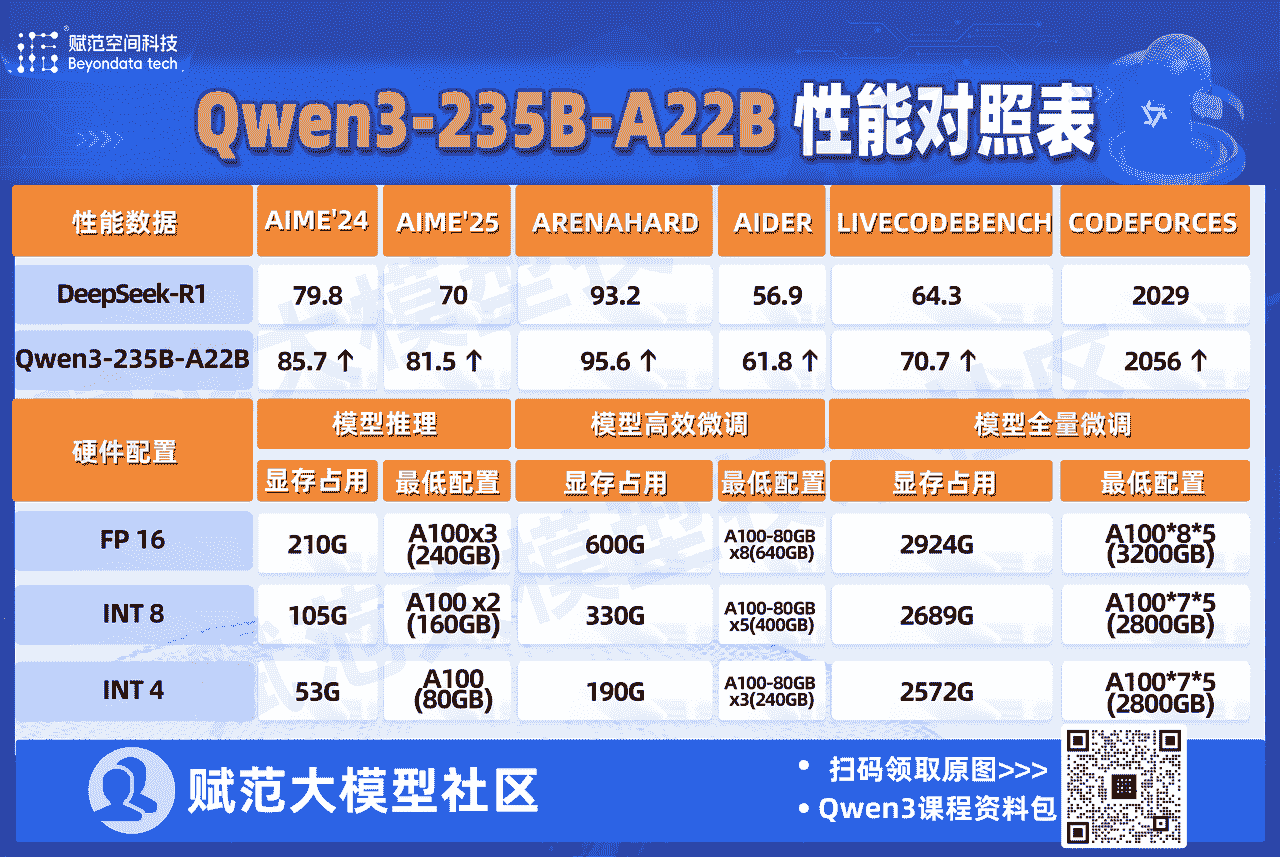 赋范空间科技
Beyondata tech
Qwen3-235B-A22B 性能对照表
性能数据 AIME'24 AIME'25 ARENAHARD AIDER LIVECODEBENCH CODEFORCES
DeepSeek-R1 79.8 70 93.2 56.9 64.3 2029
Qwen3-235B-A22B 85.7 ↑ 81.5 ↑ 95.6 ↑ 61.8 ↑ 70.7 ↑ 2056 ↑
硬件配置 模型推理 模型高效微调 模型全量微调
显存占用 最低配置 显存占用 最低配置 显存占用 最低配置
FP 16 210G A100x3 (240GB) 600G A100-80GB x8(640GB) 2924G A100*8*5 (3200GB)
INT 8 105G A100 x2 (160GB) 330G A100-80GB x5(400GB) 2689G A100*7*5 (2800GB)
INT 4 53G A100 (80GB) 190G A100-80GB x3(240GB) 2572G A100*7*5 (2800GB)
赋范大模型社区
• 扫码领取原图>>>
• Qwen3课程资料包